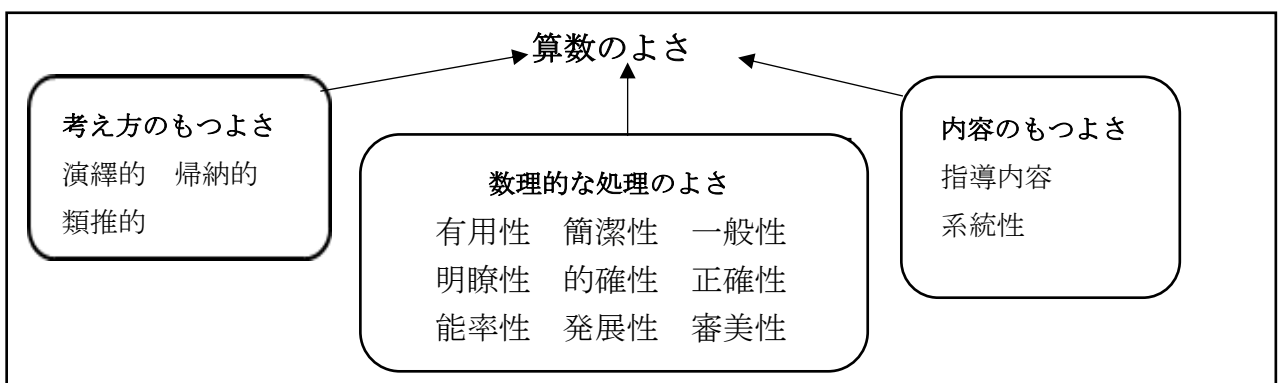 算数のよさ
考え方のもつよさ
演繹的 帰納的
類推的
数理的な処理のよさ
有用性 簡潔性 一般性
明瞭性 的確性 正確性
能率性 発展性 審美性
内容のもつよさ
指導内容
系統性